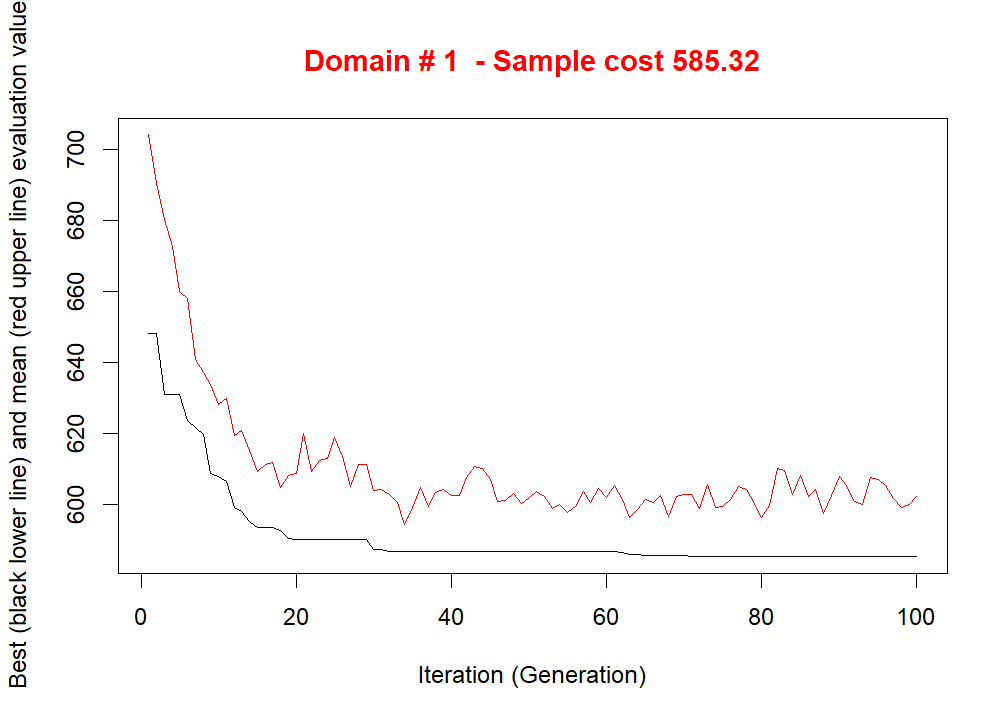 Domain # 1  - Sample cost 585.32
Best (black lower line) and mean (red upper line) evaluation value
700
680
660
640
620
600
0 20 40 60 80 100
Iteration (Generation)